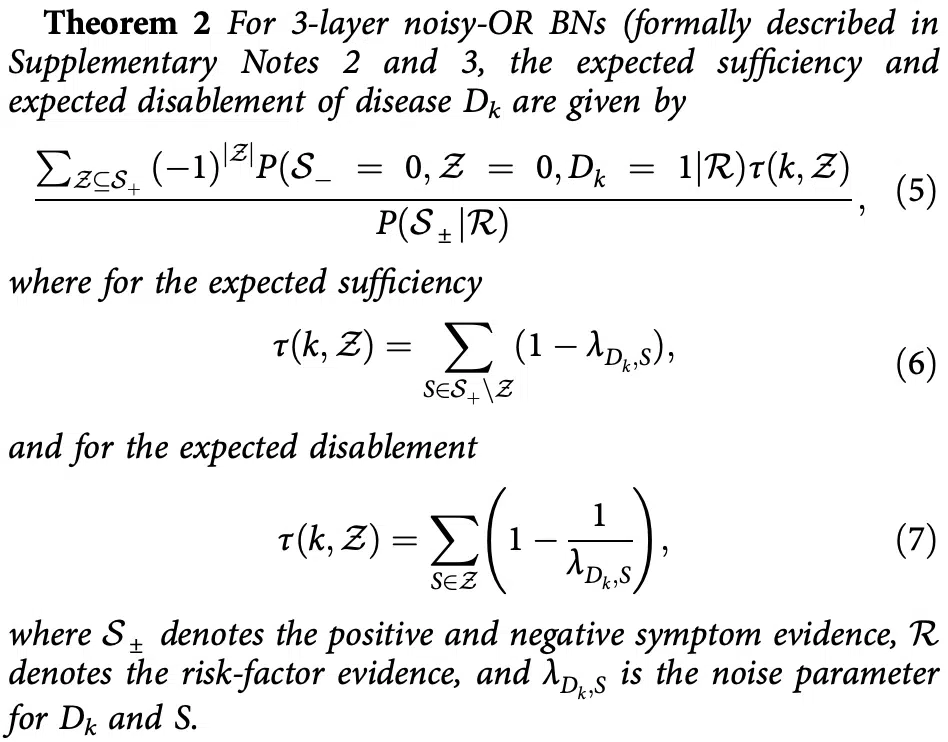 Theorem 2 For 3-layer noisy-OR BNs (formally described in
Supplementary Notes 2 and 3, the expected sufficiency and
expected disablement of disease D_k are given by
\frac{\sum_{\mathcal{Z} \subseteq \mathcal{S}_+} (-1)^{|\mathcal{Z}|} P(\mathcal{S}_- = 0, \mathcal{Z} = 0, D_k = 1|\mathcal{R}) \tau(k, \mathcal{Z})}{P(\mathcal{S}_\pm|\mathcal{R})}, (5)
where for the expected sufficiency
\tau(k, \mathcal{Z}) = \sum_{S \in \mathcal{S}_+ \setminus \mathcal{Z}} (1 - \lambda_{D_k,S}), (6)
and for the expected disablement
\tau(k, \mathcal{Z}) = \sum_{S \in \mathcal{Z}} \left(1 - \frac{1}{\lambda_{D_k,S}}\right), (7)
where \mathcal{S}_\pm denotes the positive and negative symptom evidence, \mathcal{R}
denotes the risk-factor evidence, and \lambda_{D_k,S} is the noise parameter
for D_k and S.